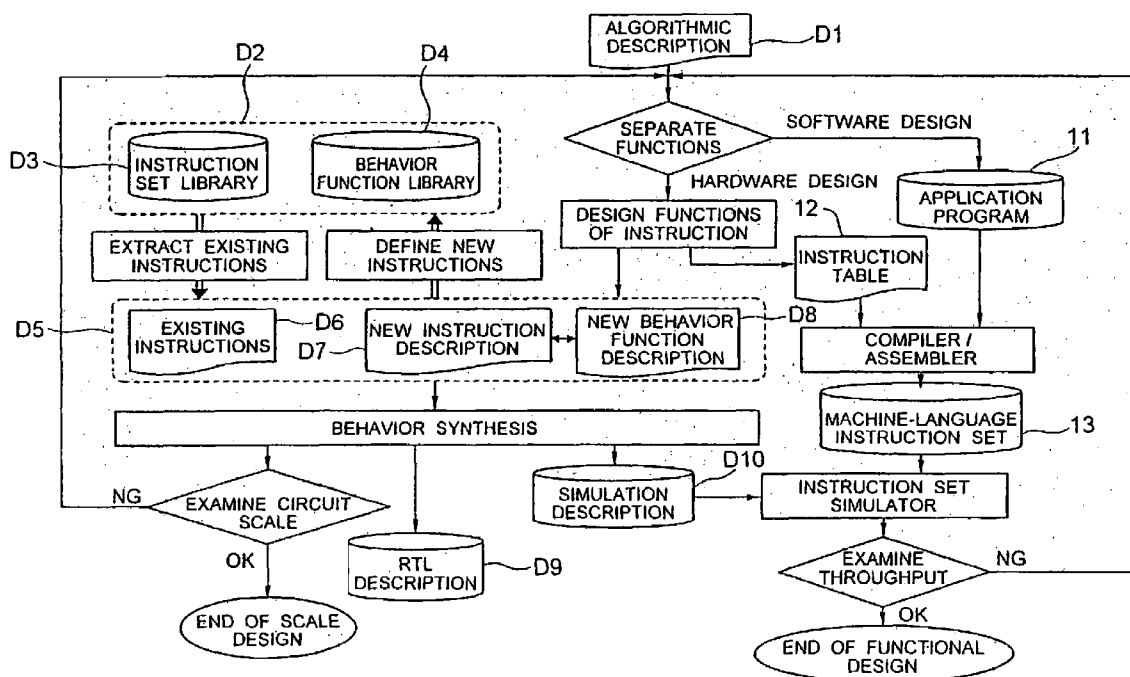 ALGORITHMIC
DESCRIPTION
D1
D2
D4
D3
INSTRUCTION
SET LIBRARY
BEHAVIOR
FUNCTION LIBRARY
SEPARATE
FUNCTIONS
SOFTWARE DESIGN
11
HARDWARE DESIGN
APPLICATION
PROGRAM
EXTRACT EXISTING
INSTRUCTIONS
DEFINE NEW
INSTRUCTIONS
DESIGN FUNCTIONS
OF INSTRUCTION
12
INSTRUCTION
TABLE
D5
EXISTING
INSTRUCTIONS
D6
D7
NEW INSTRUCTION
DESCRIPTION
NEW BEHAVIOR
FUNCTION
DESCRIPTION
D8
COMPILER /
ASSEMBLER
BEHAVIOR SYNTHESIS
MACHINE-LANGUAGE
INSTRUCTION SET
13
NG
EXAMINE CIRCUIT
SCALE
D10
SIMULATION
DESCRIPTION
INSTRUCTION SET
SIMULATOR
OK
RTL
DESCRIPTION
D9
EXAMINE
THROUGHPUT
NG
END OF SCALE
DESIGN
OK
END OF FUNCTIONAL
DESIGN